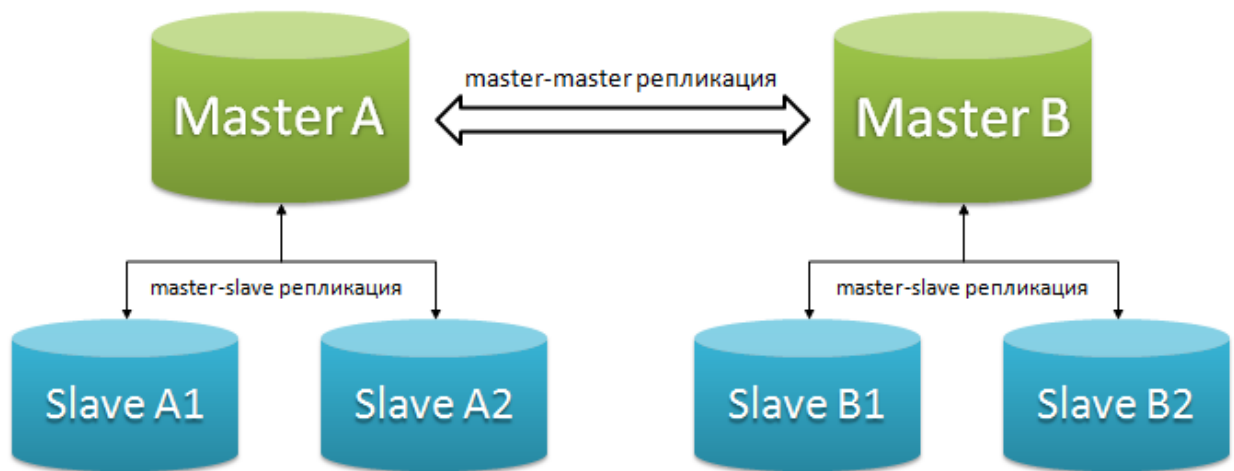 Master A
master-master репликация
Master B
master-slave репликация
master-slave репликация
Slave A1
Slave A2
Slave B1
Slave B2